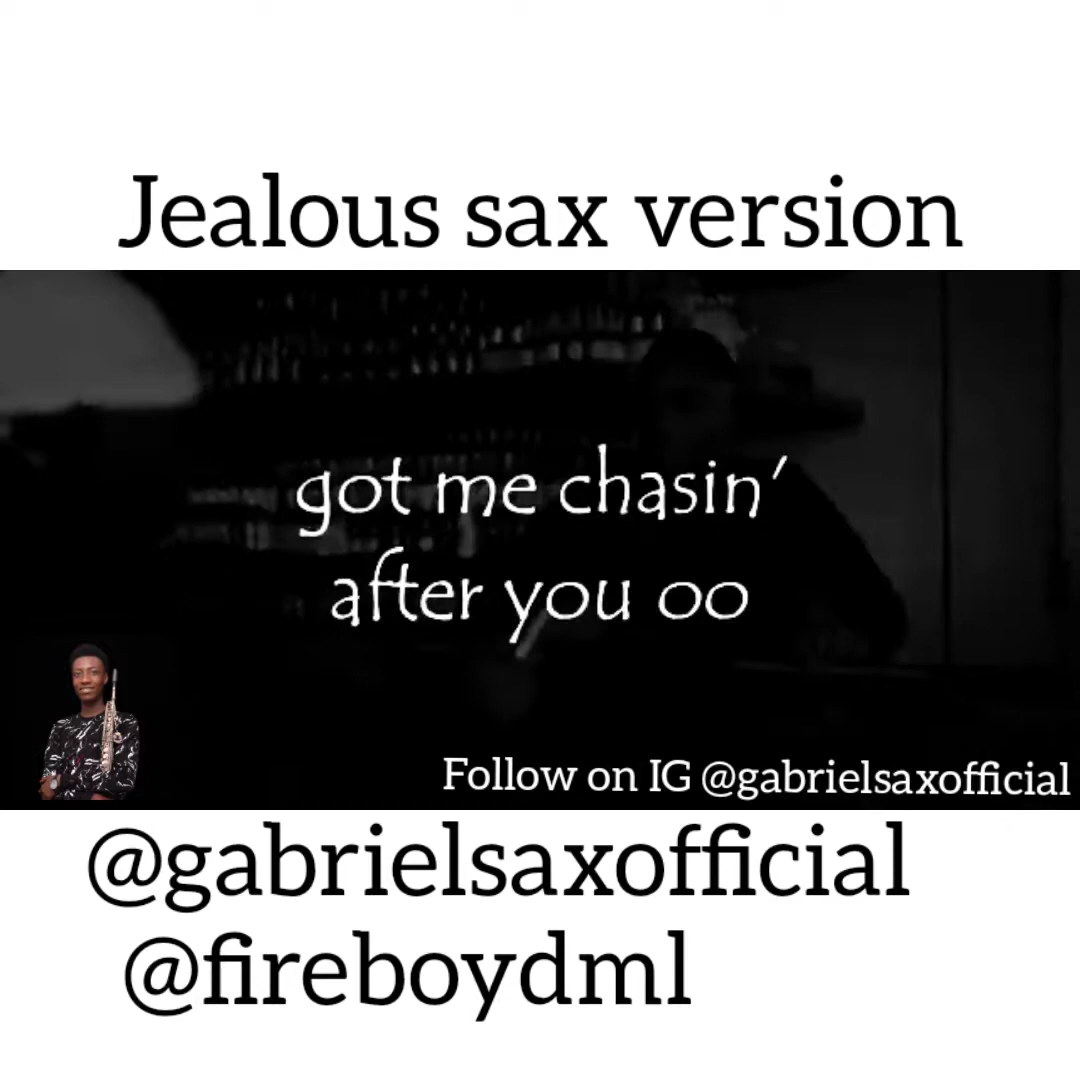 Jealous sax version
got me chasin'
after you oo
Follow on IG @gabrielsaxofficial
@gabrielsaxofficial
@fireboydml